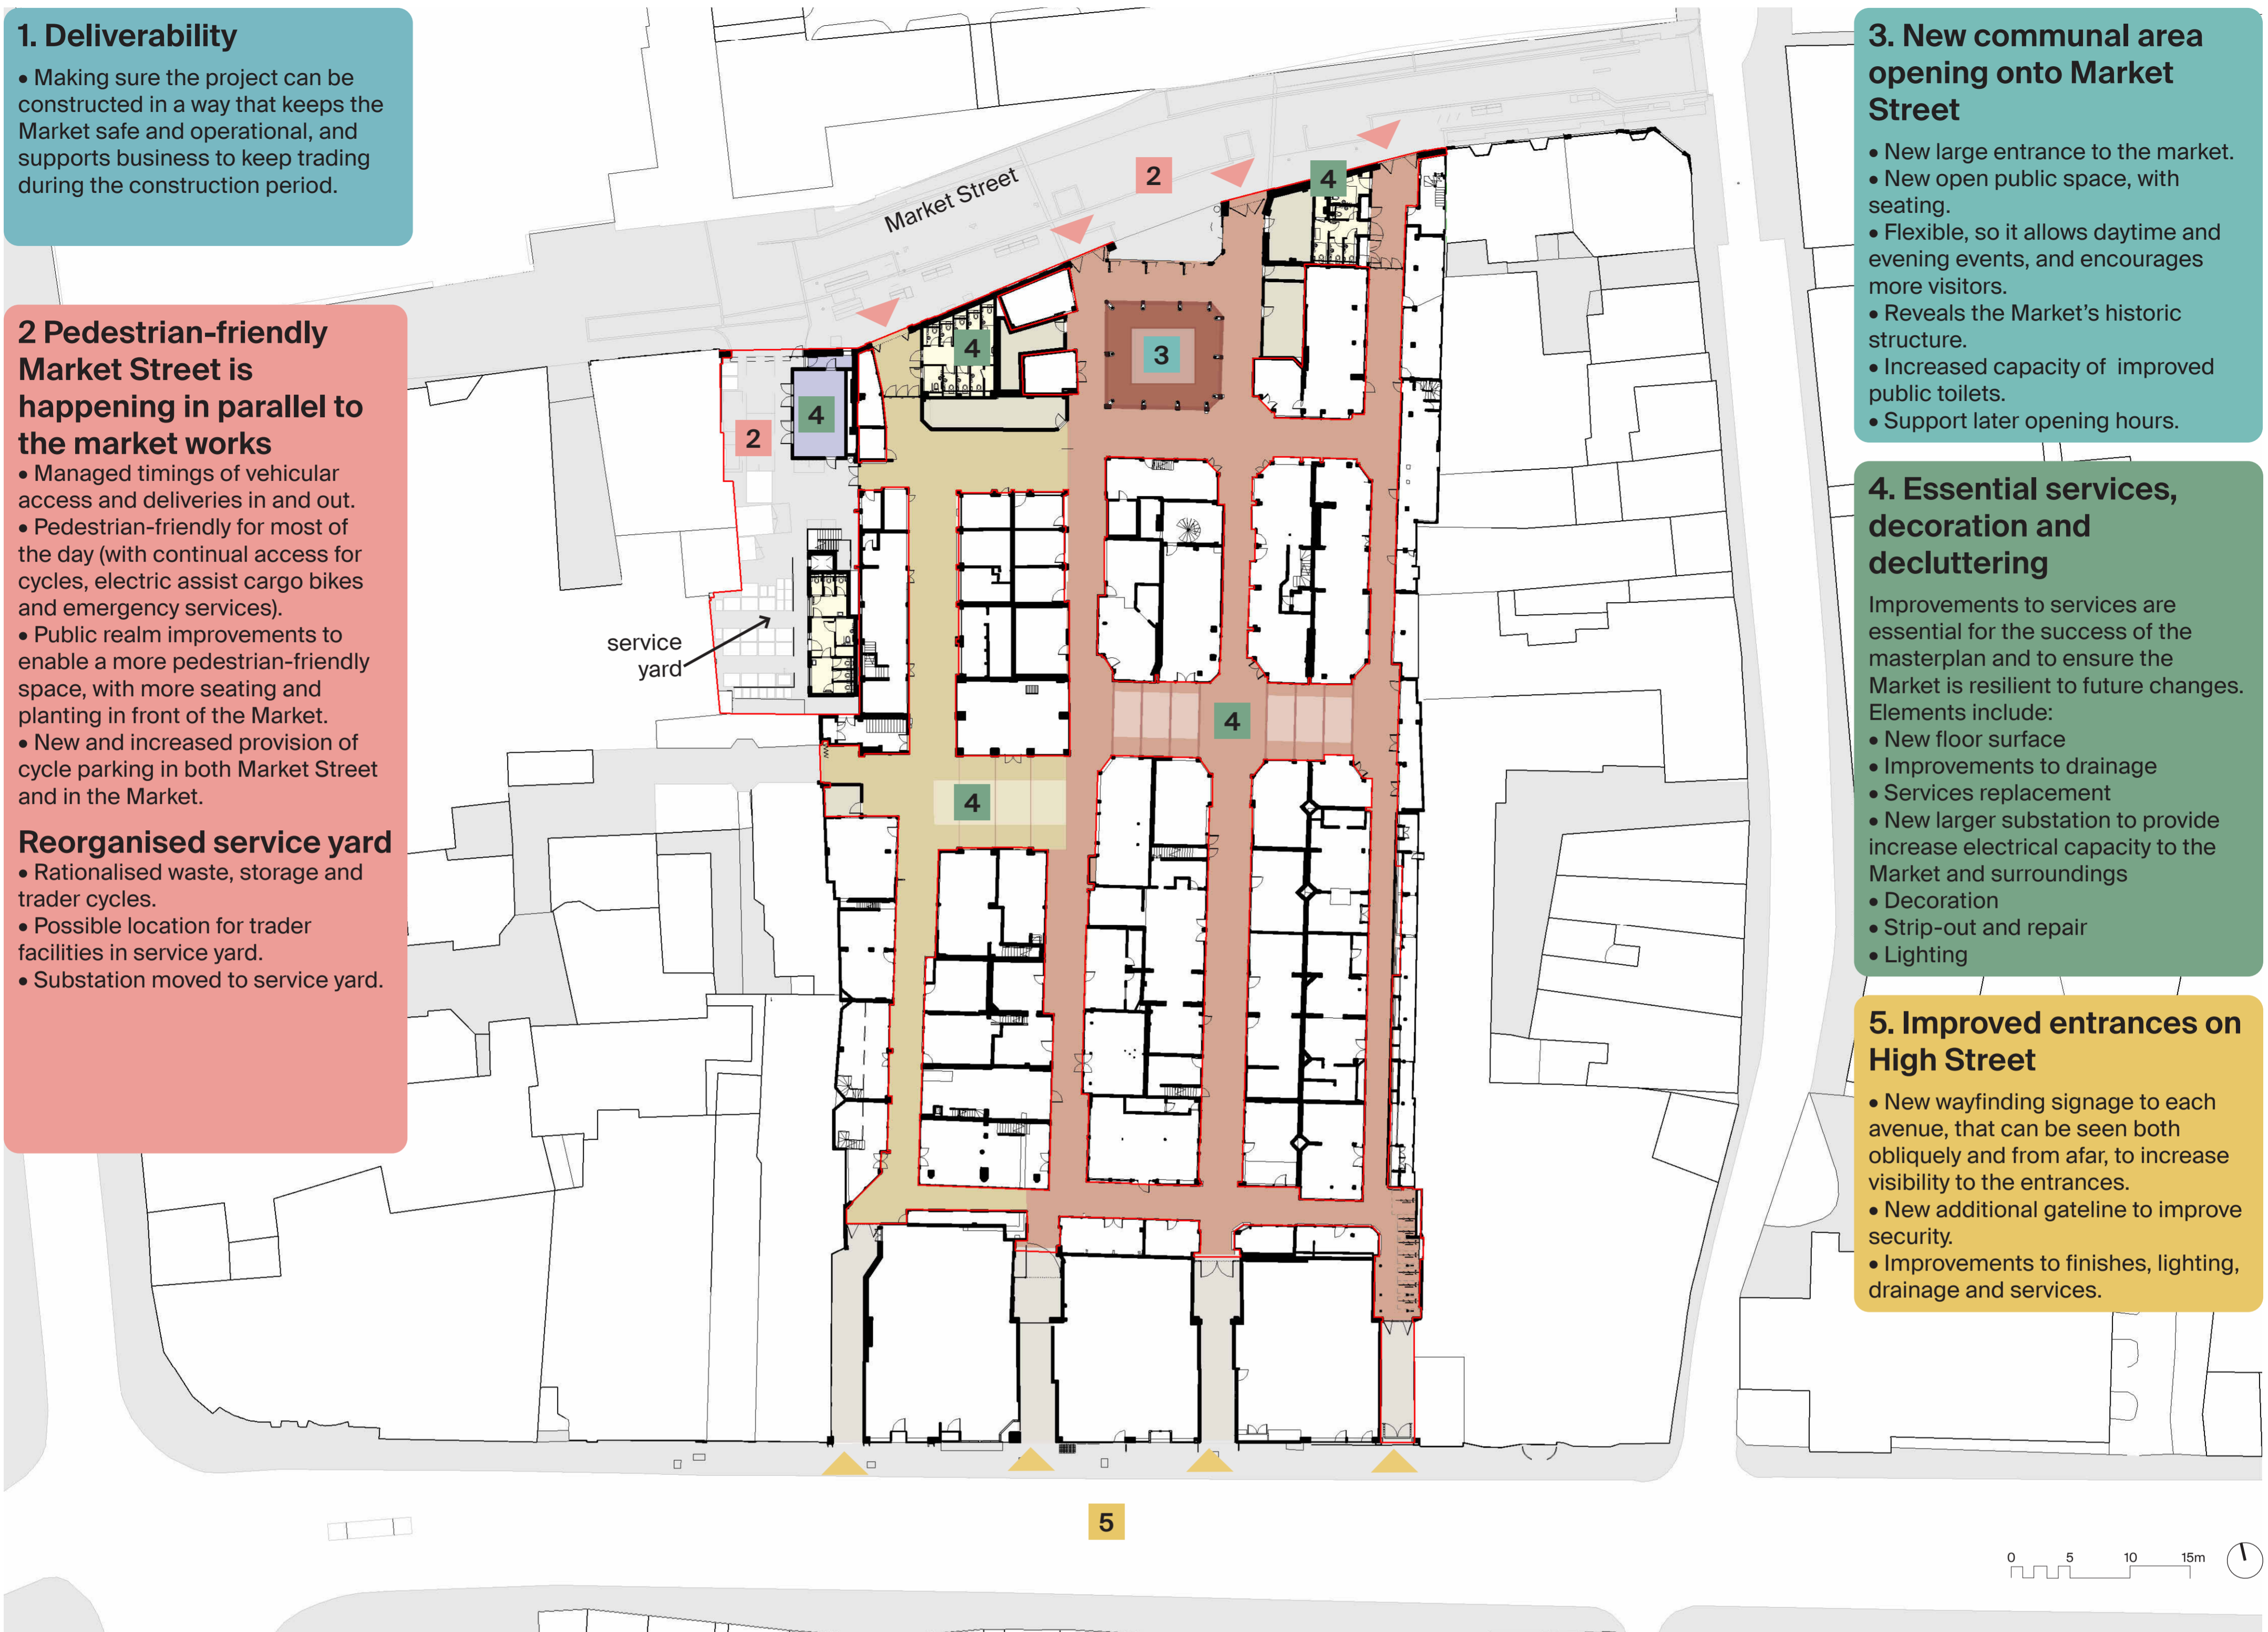 1. Deliverability
• Making sure the project can be
constructed in a way that keeps the
Market safe and operational, and
supports business to keep trading
during the construction period.
2 Pedestrian-friendly
Market Street is
happening in parallel to
the market works
• Managed timings of vehicular
access and deliveries in and out.
• Pedestrian-friendly for most of
the day (with continual access for
cycles, electric assist cargo bikes
and emergency services).
• Public realm improvements to
enable a more pedestrian-friendly
space, with more seating and
planting in front of the Market.
• New and increased provision of
cycle parking in both Market Street
and in the Market.
Reorganised service yard
• Rationalised waste, storage and
trader cycles.
• Possible location for trader
facilities in service yard.
• Substation moved to service yard.
Market Street
2
4
4
3
4
2
service
yard
4
4
5
3. New communal area
opening onto Market
Street
• New large entrance to the market.
• New open public space, with
seating.
• Flexible, so it allows daytime and
evening events, and encourages
more visitors.
• Reveals the Market’s historic
structure.
• Increased capacity of improved
public toilets.
• Support later opening hours.
4. Essential services,
decoration and
decluttering
Improvements to services are
essential for the success of the
masterplan and to ensure the
Market is resilient to future changes.
Elements include:
• New floor surface
• Improvements to drainage
• Services replacement
• New larger substation to provide
increase electrical capacity to the
Market and surroundings
• Decoration
• Strip-out and repair
• Lighting
5. Improved entrances on
High Street
• New wayfinding signage to each
avenue, that can be seen both
obliquely and from afar, to increase
visibility to the entrances.
• New additional gateline to improve
security.
• Improvements to finishes, lighting,
drainage and services.
0 5 10 15m